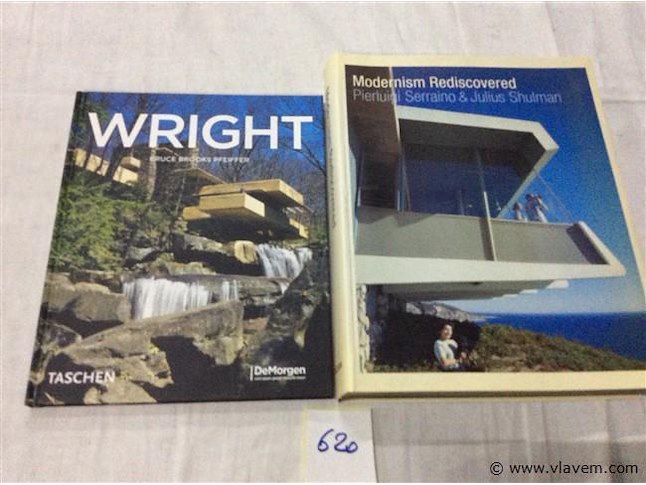 WRIGHT
BRUCE BROOKS PFEIFFER
TASCHEN
DeMorgen
Modernism Rediscovered
Pierluigi Serraino & Julius Shulman
620
© www.vlavem.com